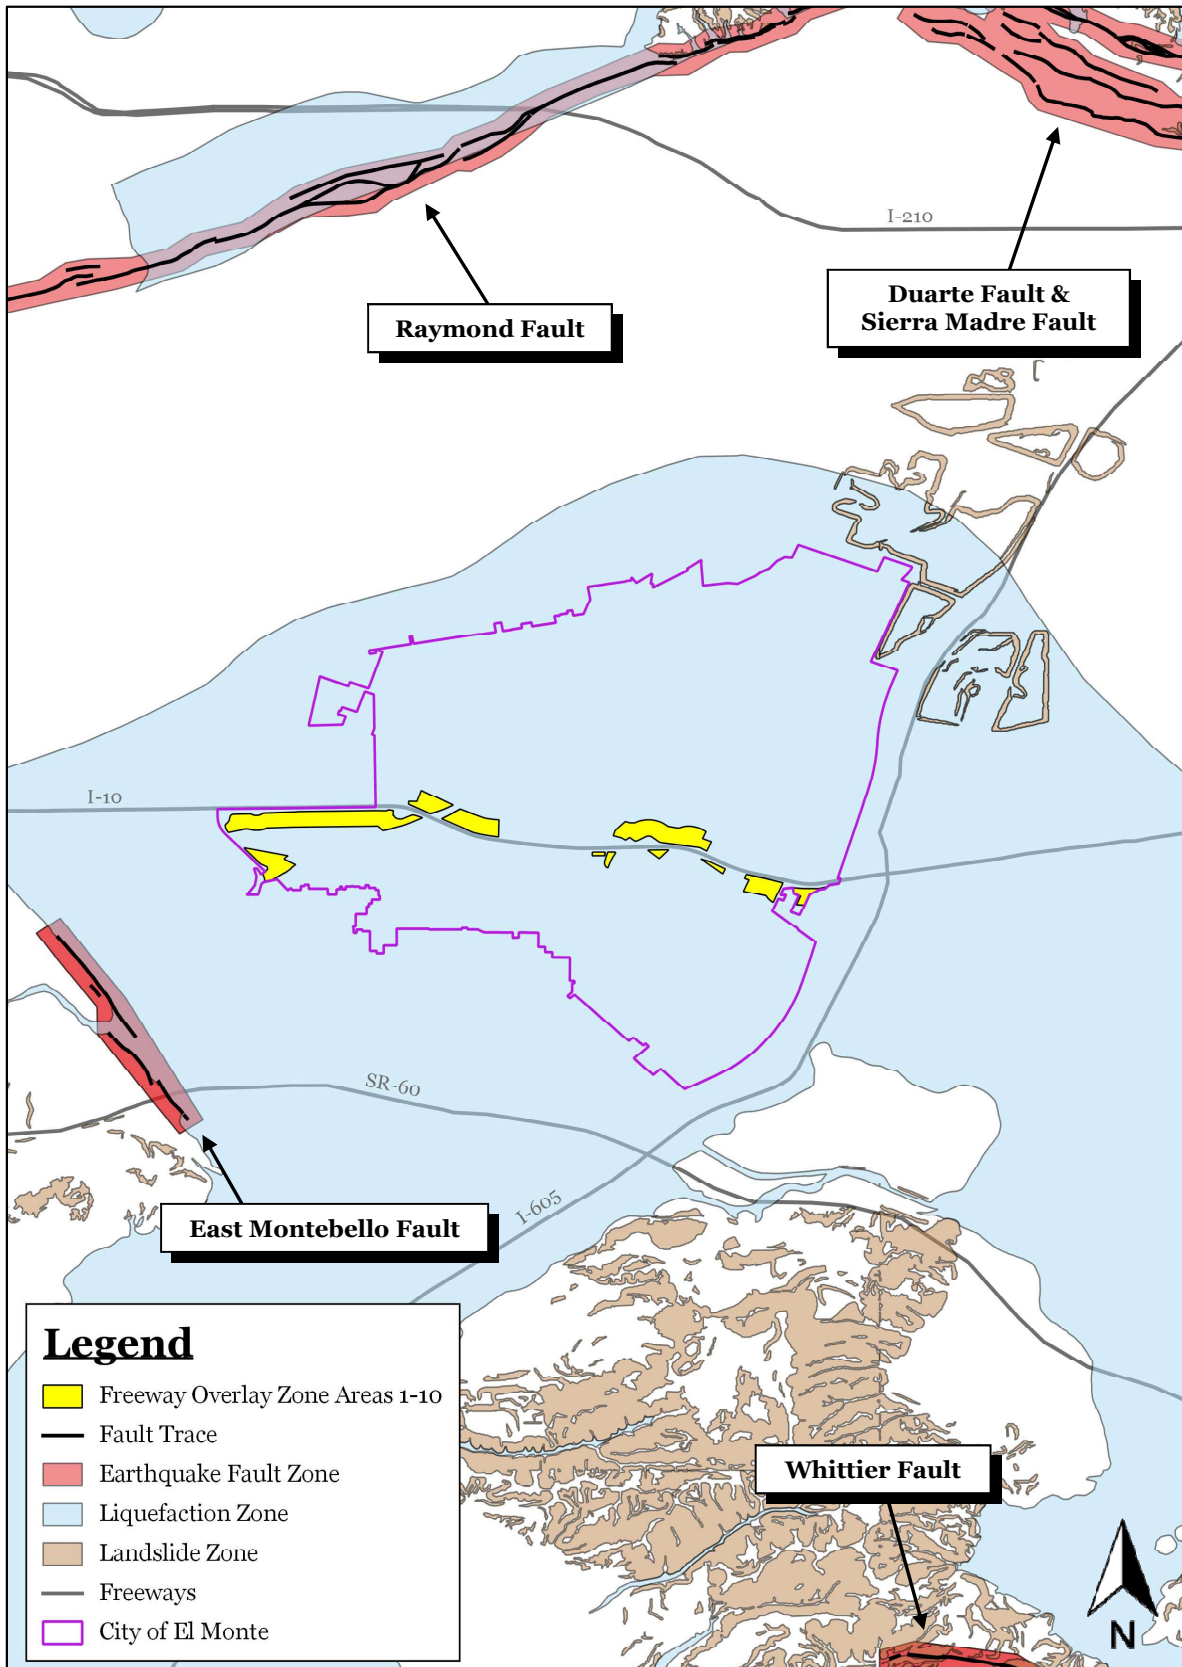 I-210
Raymond Fault
Duarte Fault &
Sierra Madre Fault
I-10
SR-60
I-605
East Montebello Fault
Legend
Freeway Overlay Zone Areas 1-10
Fault Trace
Earthquake Fault Zone
Liquefaction Zone
Landslide Zone
Freeways
City of El Monte
Whittier Fault
N